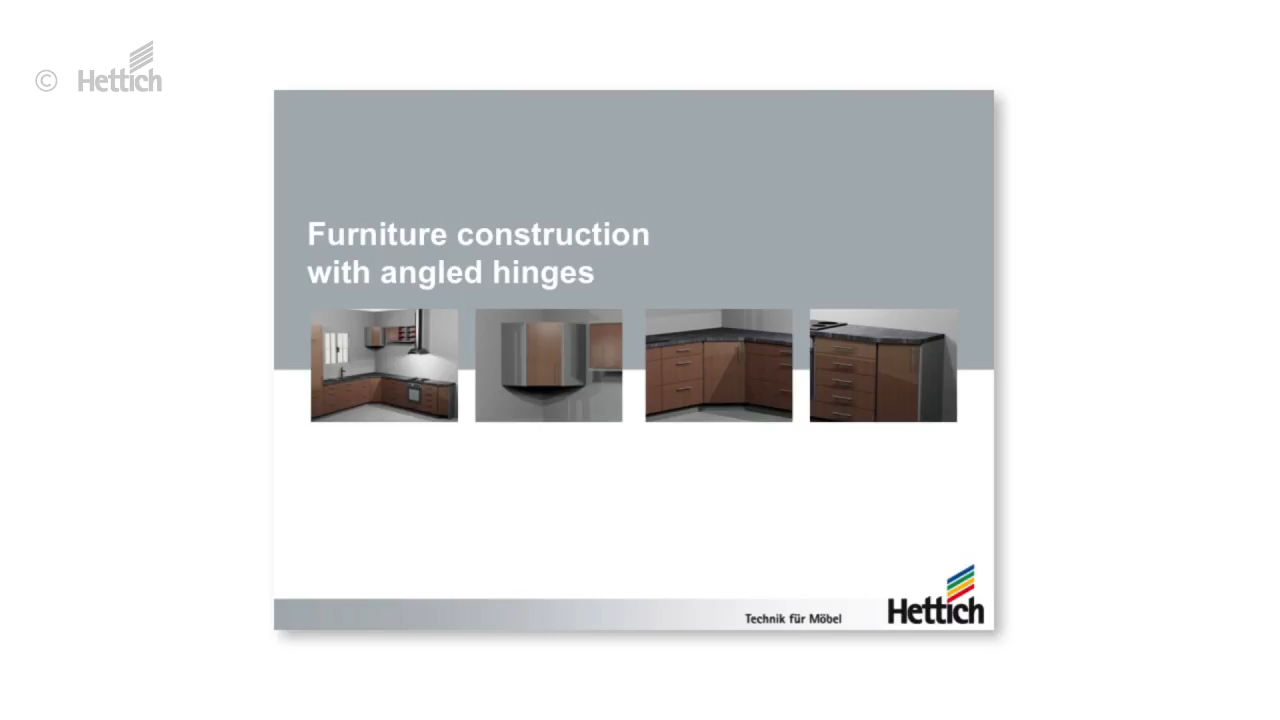 © Hettich
Furniture construction
with angled hinges
Technik für Möbel
Hettich